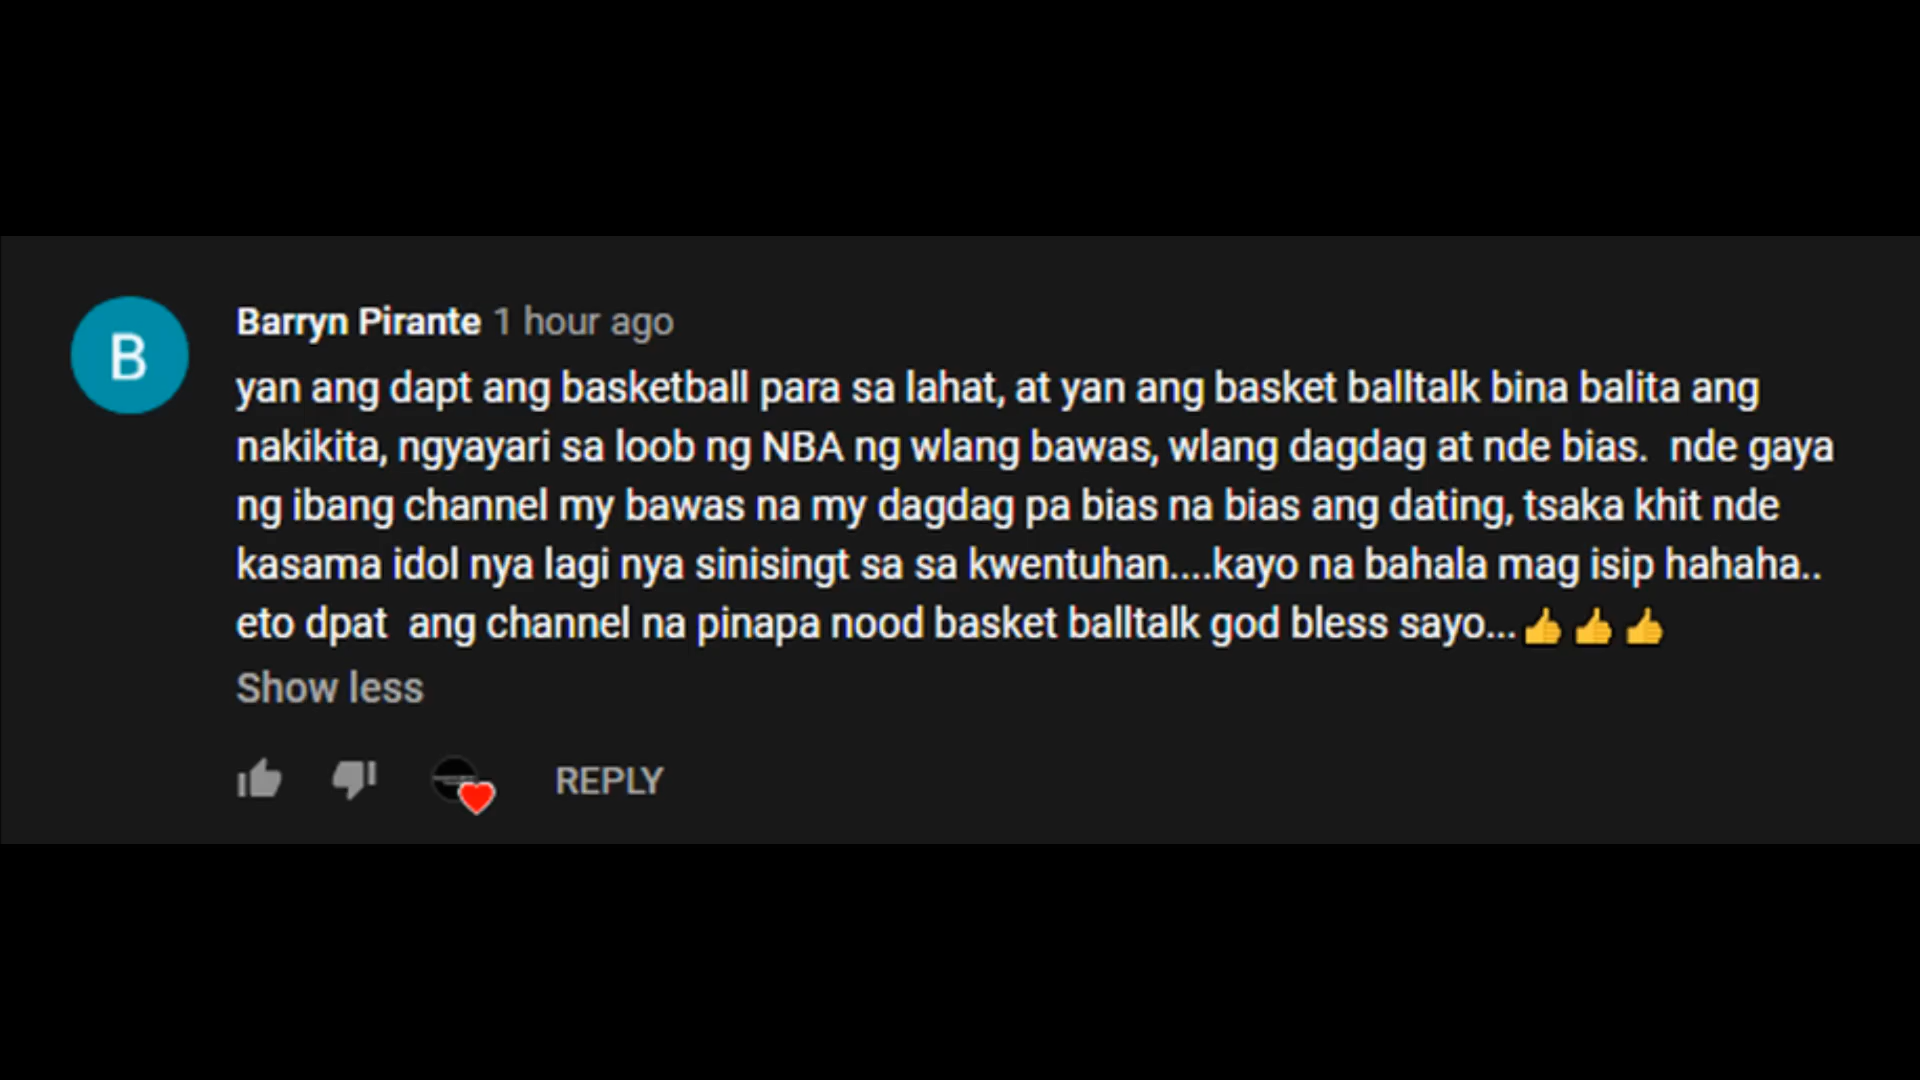 B
Barryn Pirante 1 hour ago
yan ang dapt ang basketball para sa lahat, at yan ang basket balltalk bina balita ang
nakikita, ngyayari sa loob ng NBA ng wlang bawas, wlang dagdag at nde bias.  nde gaya
ng ibang channel my bawas na my dagdag pa bias na bias ang dating, tsaka khit nde
kasama idol nya lagi nya sinisingt sa sa kwentuhan....kayo na bahala mag isip hahaha..
eto dpat  ang channel na pinapa nood basket balltalk god bless sayo...👍👍👍
Show less
REPLY